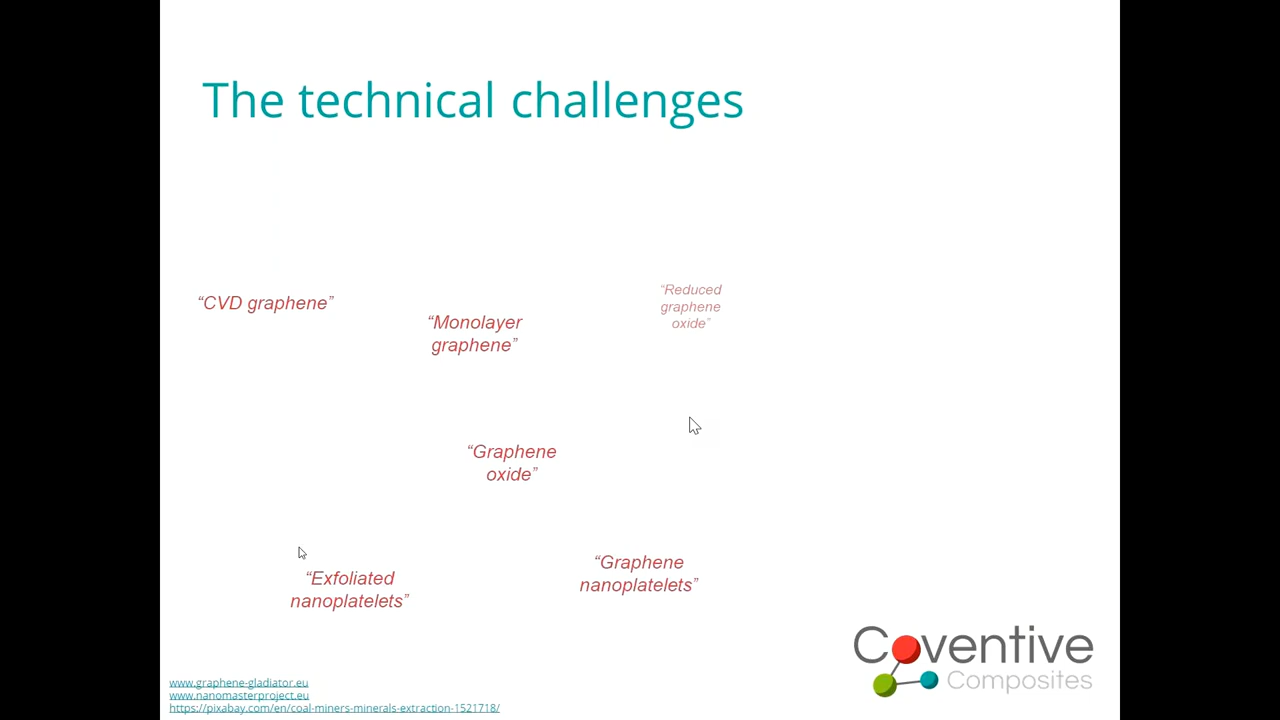 The technical challenges
“CVD graphene”
“Monolayer
graphene”
“Reduced
graphene
oxide”
“Graphene
oxide”
“Exfoliated
nanoplatelets”
“Graphene
nanoplatelets”
Coventive
Composites
www.graphene-gladiator.eu
www.nanomasterproject.eu
https://pixabay.com/en/coal-miners-minerals-extraction-1521718/